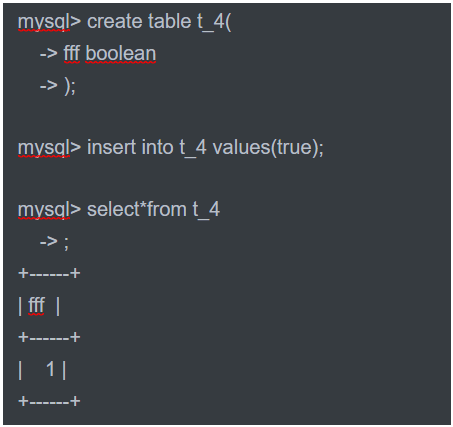 mysql> create table t_4(
-> fff boolean
-> );
mysql> insert into t_4 values(true);
mysql> select*from t_4
-> ;
+------+
| fff |
+------+
| 1 |
+------+